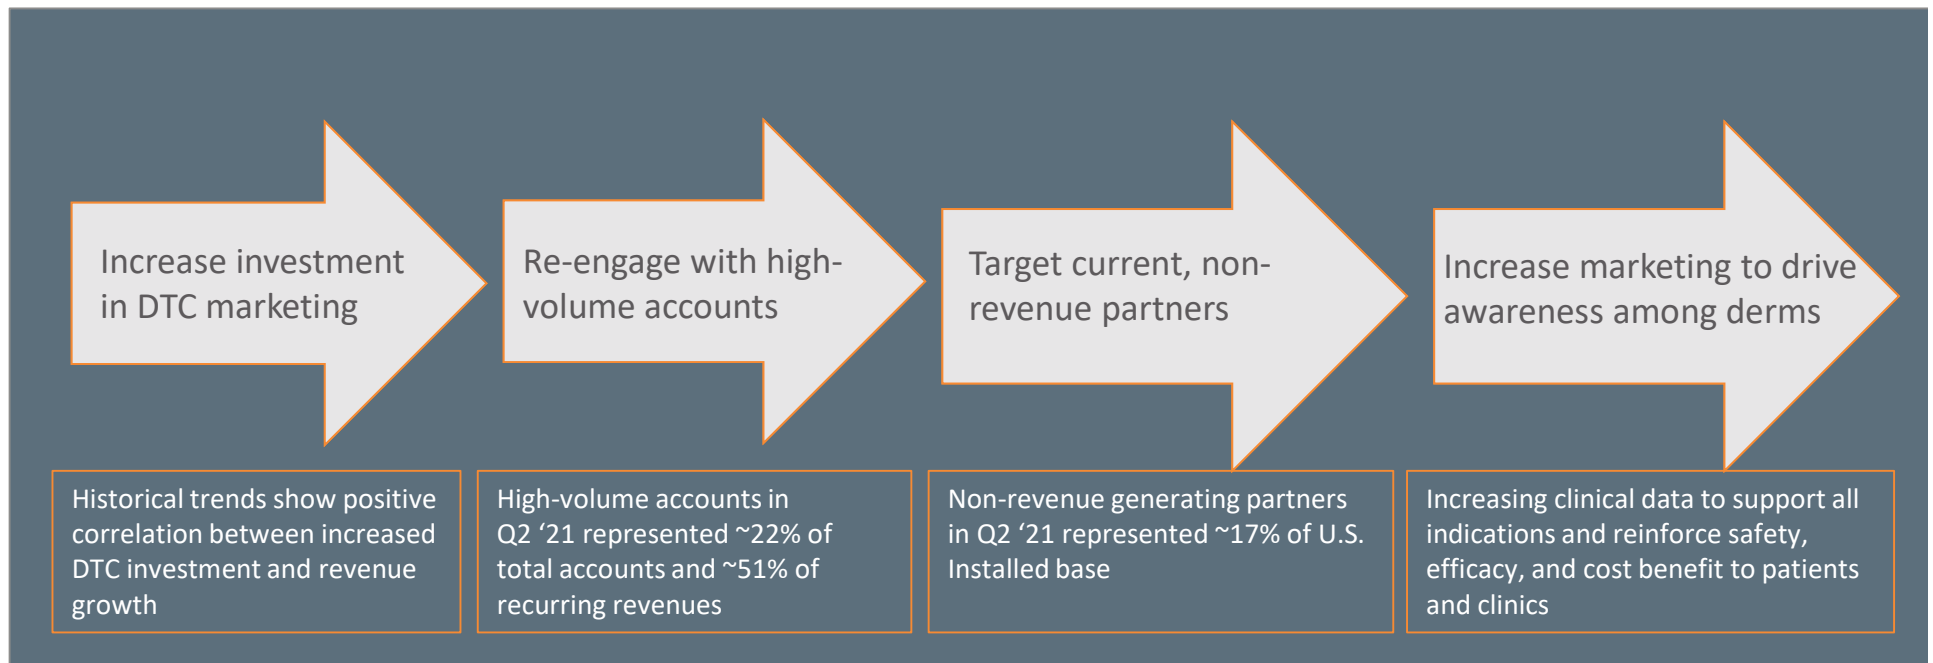 Increase investment
in DTC marketing
Re-engage with high-
volume accounts
Target current, non-
revenue partners
Increase marketing to drive
awareness among derms
Historical trends show positive
correlation between increased
DTC investment and revenue
growth
High-volume accounts in
Q2 ‘21 represented ~22% of
total accounts and ~51% of
recurring revenues
Non-revenue generating partners
in Q2 ‘21 represented ~17% of U.S.
Installed base
Increasing clinical data to support all
indications and reinforce safety,
efficacy, and cost benefit to patients
and clinics